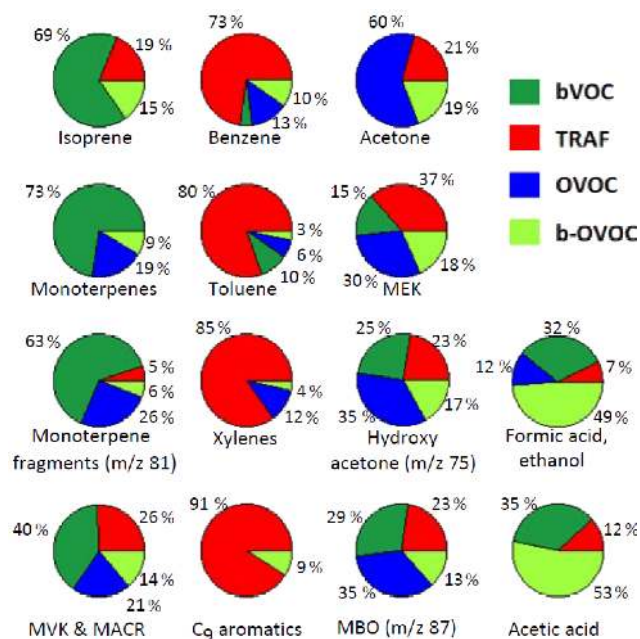 69 %
19 %
15 %
Isoprene
73 %
10 %
13 %
Benzene
60 %
21 %
19 %
Acetone
bVOC
TRAF
OVOC
b-OVOC
73 %
9 %
19 %
Monoterpenes
80 %
3 %
6 %
10 %
Toluene
15 %
37 %
18 %
30 %
MEK
63 %
5 %
6 %
26 %
Monoterpene
fragments (m/z 81)
85 %
4 %
12 %
Xylenes
25 %
23 %
17 %
35 %
Hydroxy
acetone (m/z 75)
32 %
12 %
7 %
49 %
Formic acid,
ethanol
40 %
26 %
14 %
21 %
MVK & MACR
91 %
9 %
C9 aromatics
29 %
23 %
13 %
35 %
MBO (m/z 87)
35 %
12 %
53 %
Acetic acid